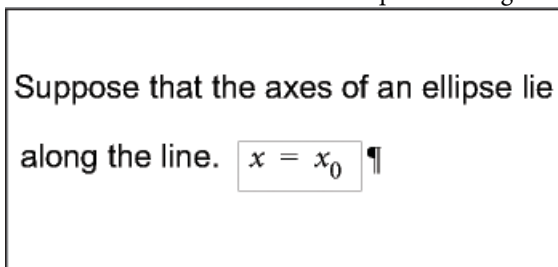 Suppose that the axes of an ellipse lie
along the line. x = x₀ ¶